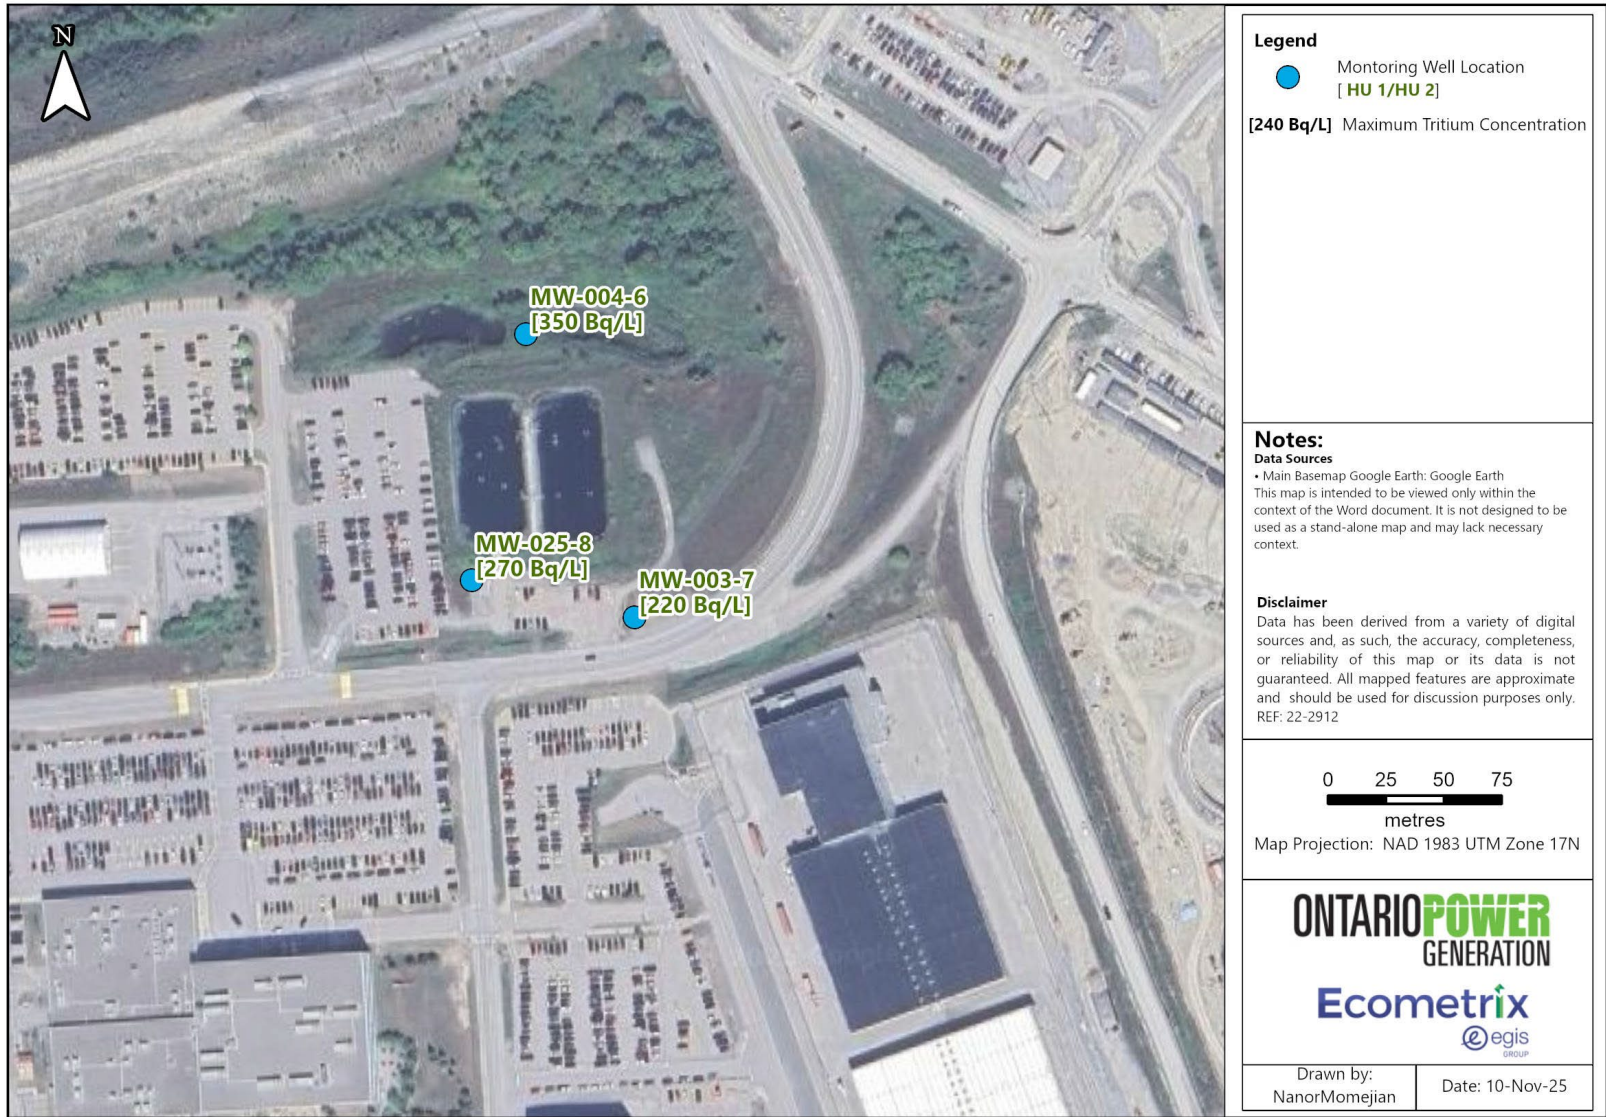 N
MW-004-6
[350 Bq/L]
MW-025-8
[270 Bq/L]
MW-003-7
[220 Bq/L]
Legend
Montoring Well Location
[ HU 1/HU 2]
[240 Bq/L] Maximum Tritium Concentration
Notes:
Data Sources
• Main Basemap Google Earth: Google Earth
This map is intended to be viewed only within the
context of the Word document. It is not designed to be
used as a stand-alone map and may lack necessary
context.
Disclaimer
Data has been derived from a variety of digital
sources and, as such, the accuracy, completeness,
or reliability of this map or its data is not
guaranteed. All mapped features are approximate
and should be used for discussion purposes only.
REF: 22-2912
0 25 50 75
metres
Map Projection: NAD 1983 UTM Zone 17N
ONTARIOPOWER
GENERATION
Ecometrix
egis
GROUP
Drawn by:
NanorMomejian
Date: 10-Nov-25